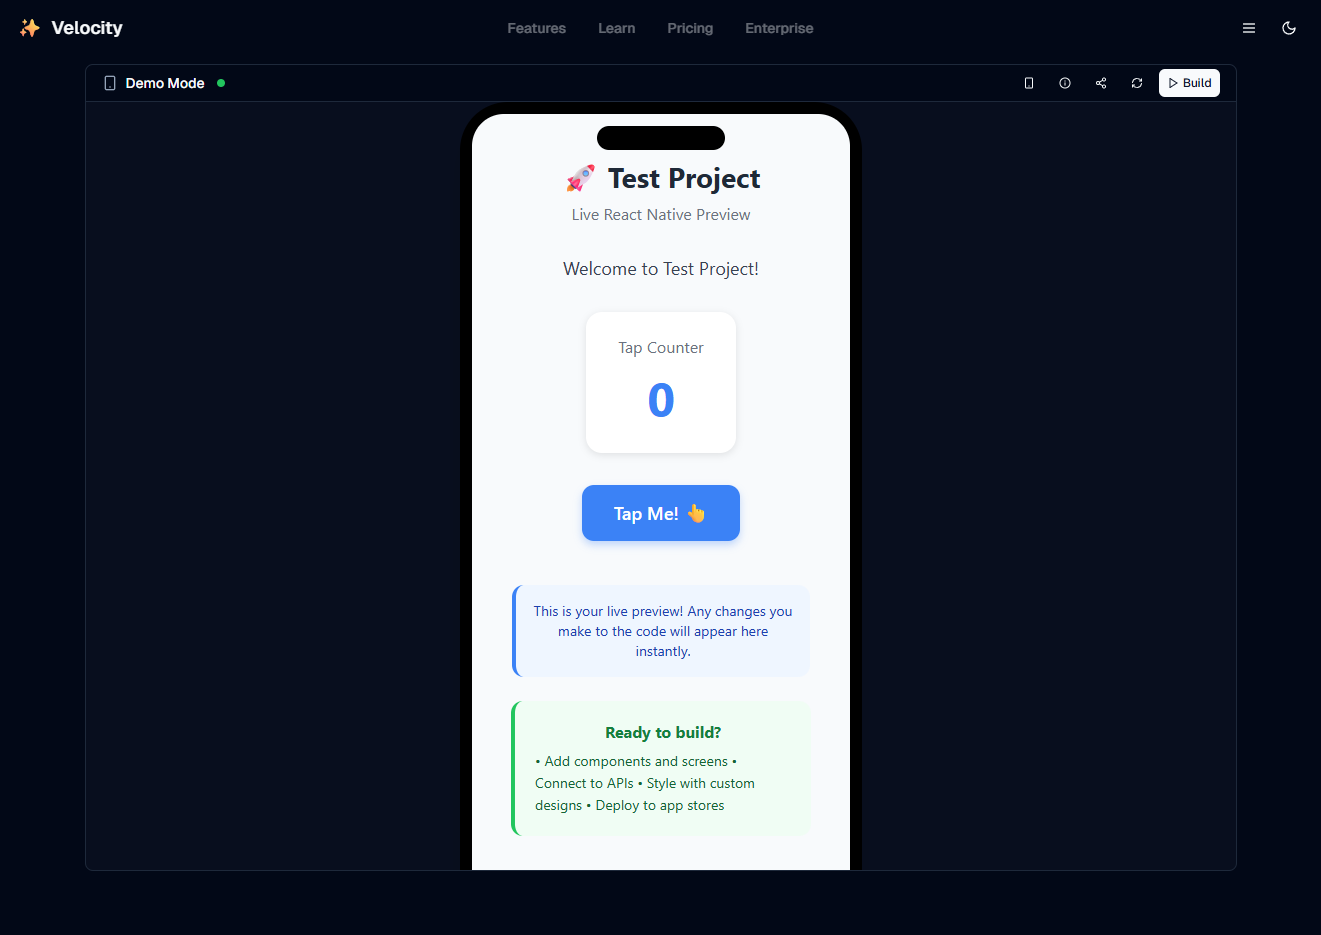 Velocity
Features
Learn
Pricing
Enterprise
Demo Mode
Build
Test Project
Live React Native Preview
Welcome to Test Project!
Tap Counter
0
Tap Me!
This is your live preview! Any changes you
make to the code will appear here
instantly.
Ready to build?
• Add components and screens •
Connect to APIs • Style with custom
designs • Deploy to app stores